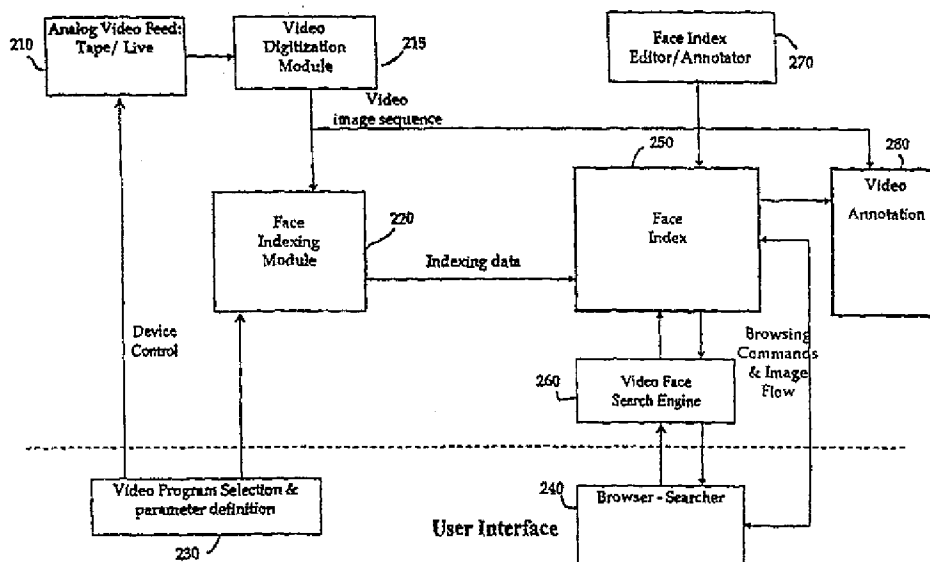 Analog Video Feed:
Tape/ Live
210
Video
Digitization
Module
215
Face Index
Editor/Annotator
270
Video
image sequence
250
280
Face
Indexing
Module
220
Face
Index
Video
Annotation
Indexing data
Device
Control
Browsing
Commands
& Image
Flow
260
Video Face
Search Engine
Video Program Selection &
parameter definition
230
240
Browser - Searcher
User Interface